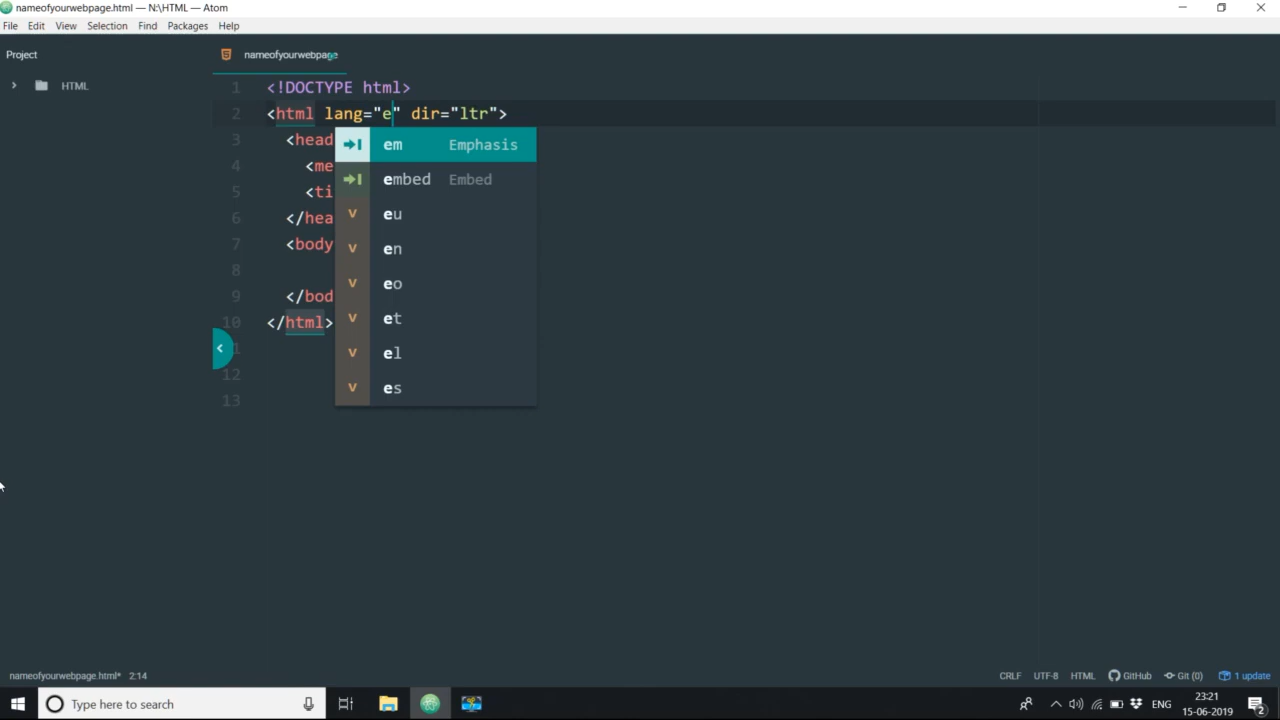 nameofyourwebpage.html — N:\HTML — Atom
File Edit View Selection Find Packages Help
Project
nameofyourwebpage
HTML
1 <!DOCTYPE html>
2 <html lang="e" dir="ltr">
3 <head
em Emphasis
4 <me
embed Embed
5 <ti
6 </hea
eu
7 <body
en
8
eo
9 </bod
10 </html>
et
1
el
12
es
13
nameofyourwebpage.html* 2:14
CRLF UTF-8 HTML GitHub Git (0) 1 update
Type here to search
ENG
23:21
15-06-2019
2